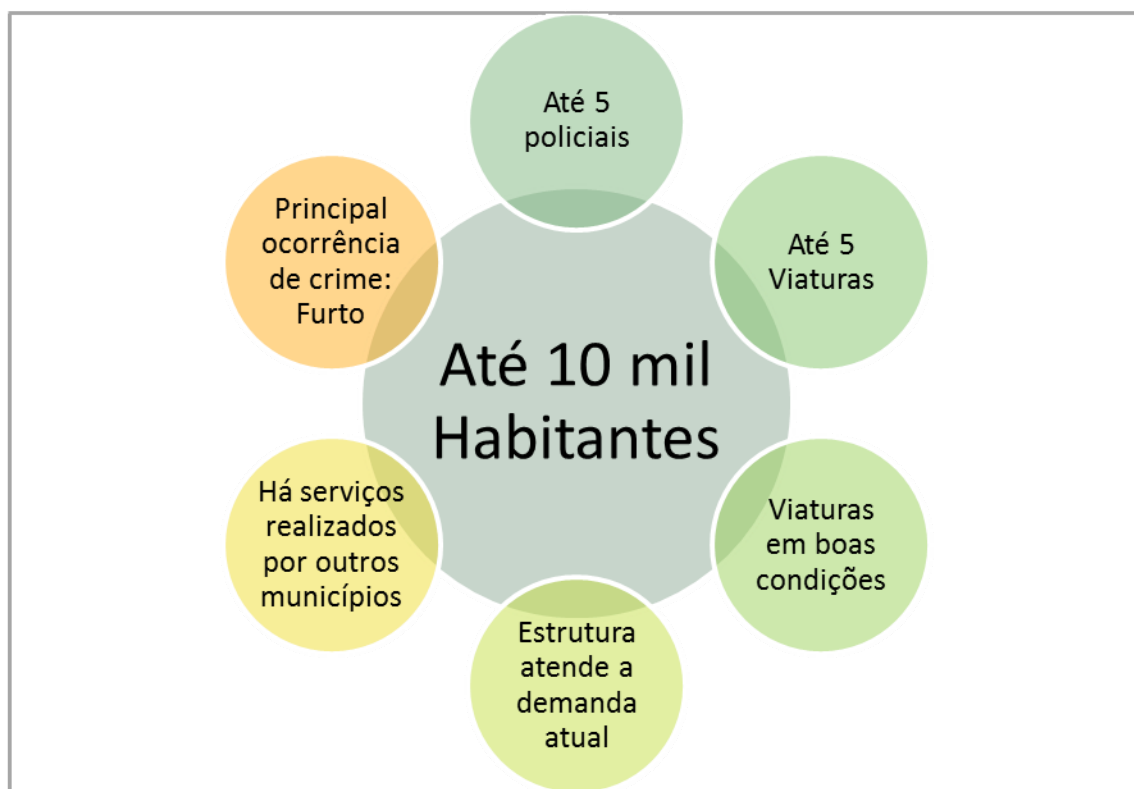 Até 5
policiais
Até 5
Viaturas
Viaturas
em boas
condições
Estrutura
atende a
demanda
atual
Há serviços
realizados
por outros
municípios
Principal
ocorrência
de crime:
Furto
Até 10 mil
Habitantes